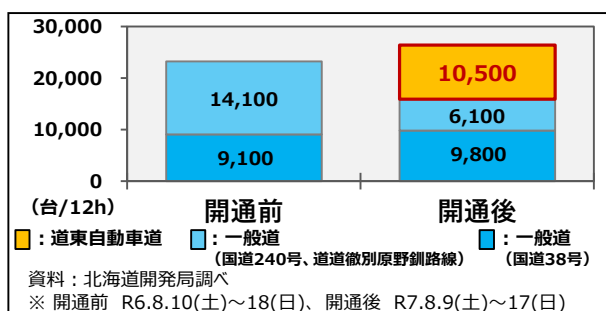 30,000
20,000
10,000
0
(台/12h)
14,100
9,100
10,500
6,100
9,800
開通前
開通後
：道東自動車道
：一般道
(国道240号、道道徹別原野釧路線)
：一般道
(国道38号)
資料：北海道開発局調べ
※ 開通前 R6.8.10(土)～18(日)、開通後 R7.8.9(土)～17(日)